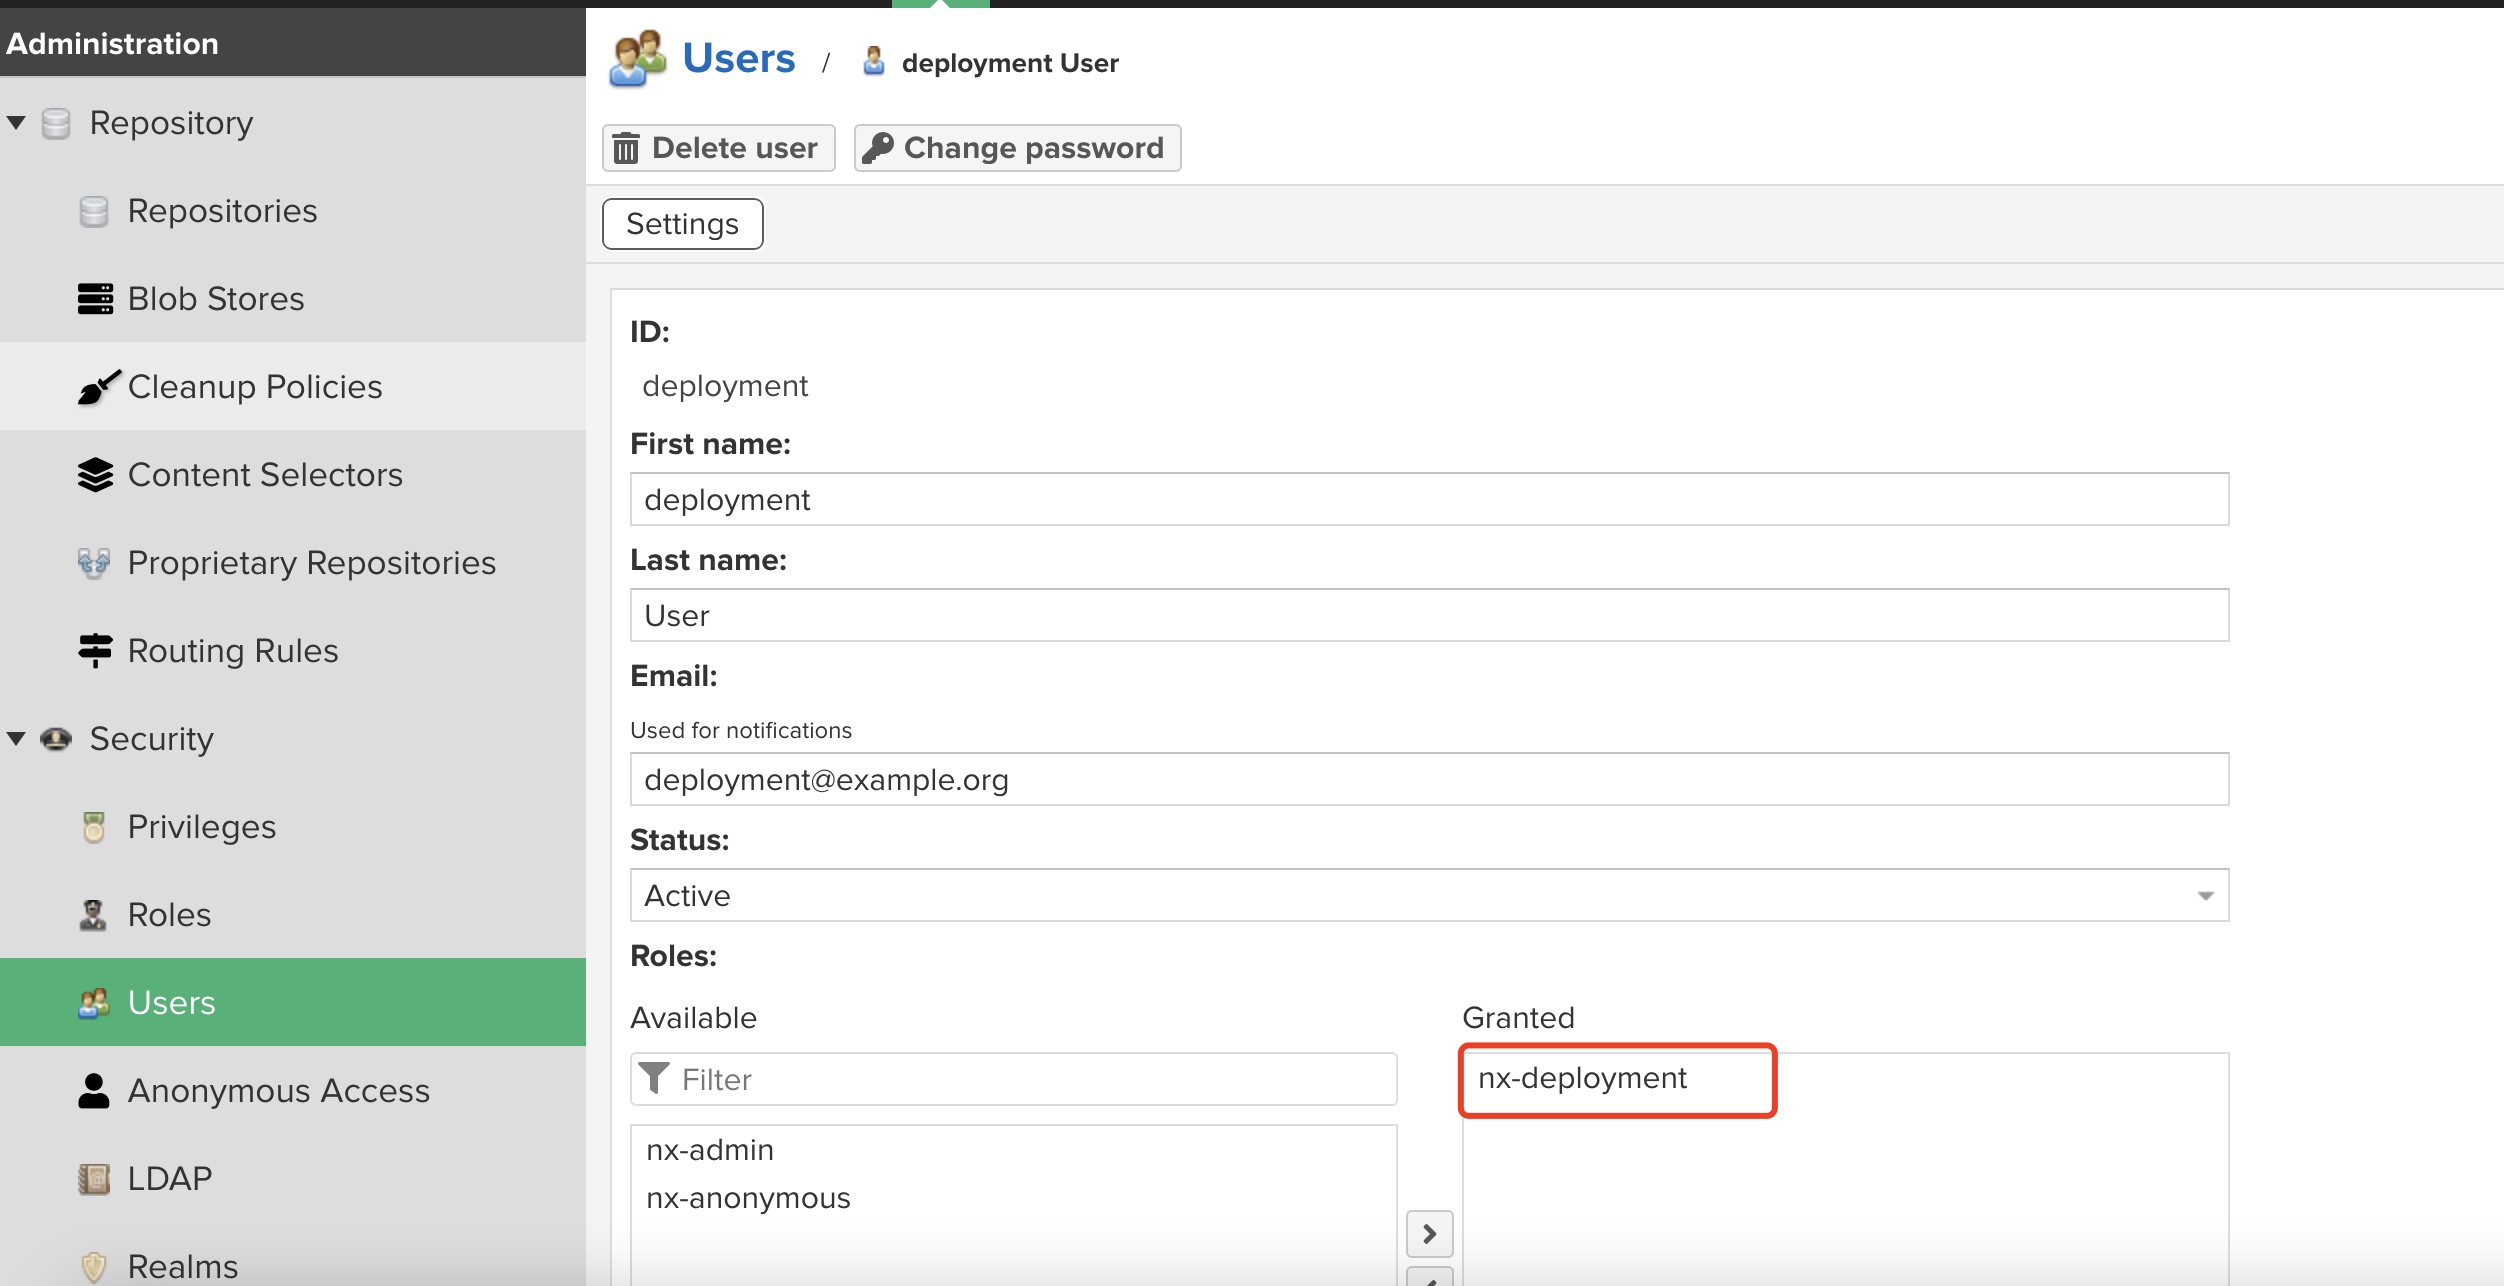 Administration
Repository
Repositories
Blob Stores
Cleanup Policies
Content Selectors
Proprietary Repositories
Routing Rules
Security
Privileges
Roles
Users
Anonymous Access
LDAP
Realms
Users / deployment User
Delete user Change password
Settings
ID:
deployment
First name:
deployment
Last name:
User
Email:
Used for notifications
deployment@example.org
Status:
Active
Roles:
Available
Filter
nx-admin
nx-anonymous
Granted
nx-deployment